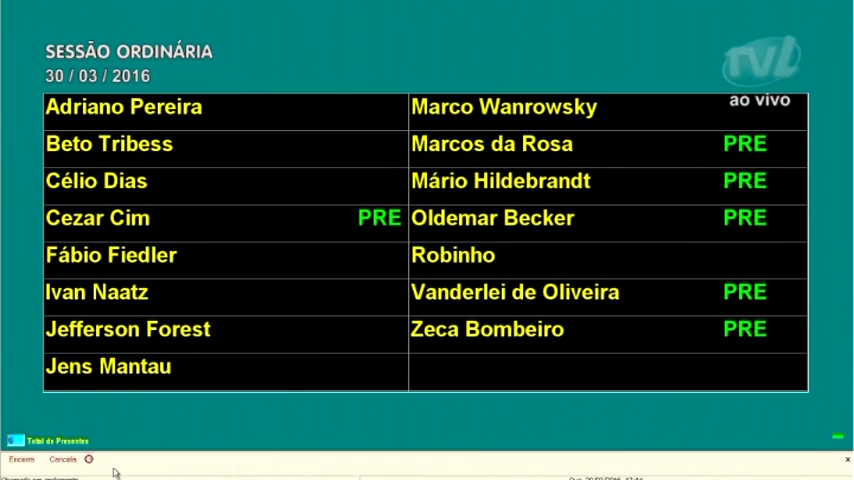 SESSÃO ORDINÁRIA
30 / 03 / 2016
TVL
ao vivo
Adriano Pereira
Marco Wanrowsky
Beto Tribess
Marcos da Rosa PRE
Célio Dias
Mário Hildebrandt PRE
Cezar Cim PRE
Oldemar Becker PRE
Fábio Fiedler
Robinho
Ivan Naatz
Vanderlei de Oliveira PRE
Jefferson Forest
Zeca Bombeiro PRE
Jens Mantau
6 Total de Presentes
Encerra Cancela
x